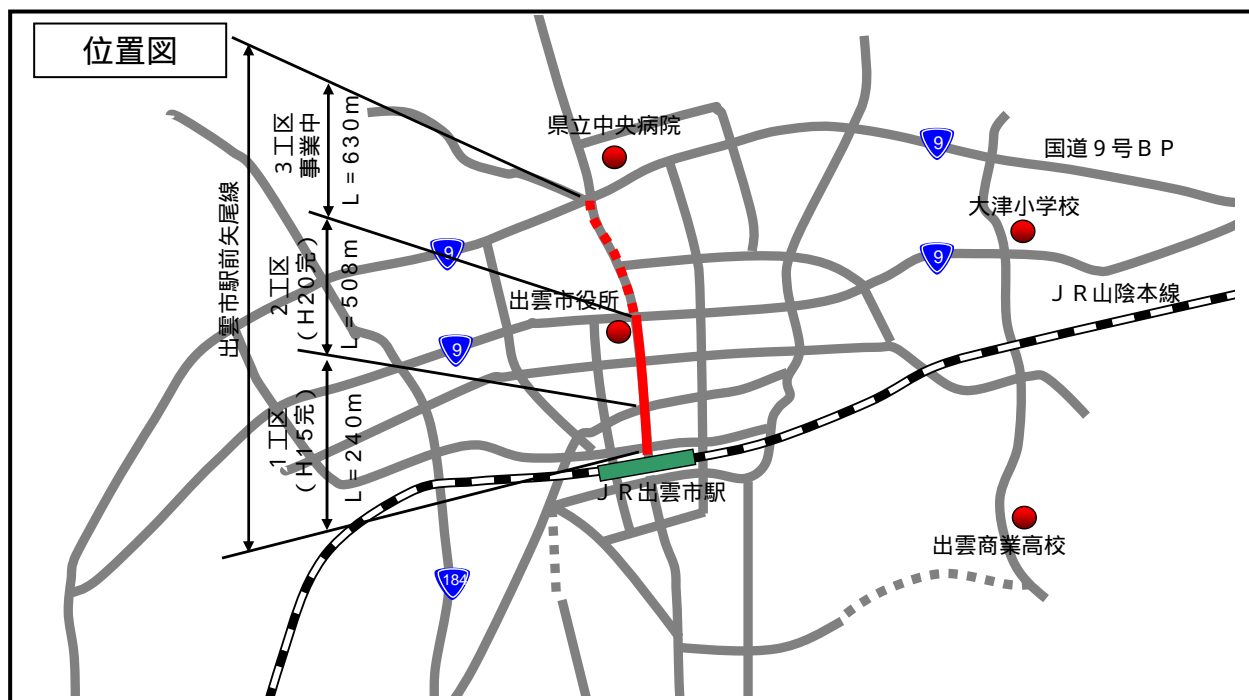 位置図
出雲市駅前矢尾線
3工区
事業中
L=630m
2工区
(H20完)
L=508m
1工区
(H15完)
L=240m
県立中央病院
9
国道9号BP
大津小学校
9
9
出雲市役所
9
JR山陰本線
JR出雲市駅
出雲商業高校
184